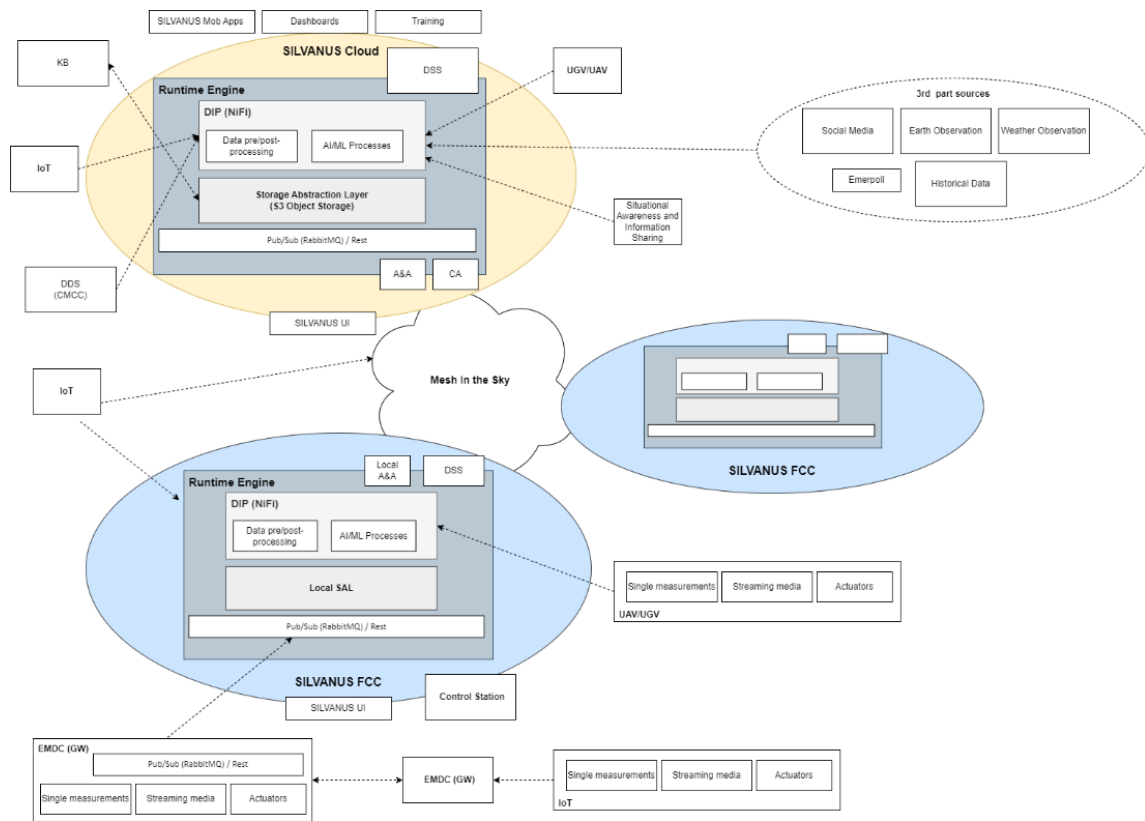 SILVANUS Mob Apps
Dashboards
Training
SILVANUS Cloud
KB
DSS
UGV/UAV
Runtime Engine
DIP (NiFi)
Data pre/post-
processing
AI/ML Processes
3rd part sources
Social Media
Earth Observation
Weather Observation
Emerpoll
Historical Data
IoT
Storage Abstraction Layer
(S3 Object Storage)
Situational
Awareness and
Information
Sharing
Pub/Sub (RabbitMQ) / Rest
DDS
(CMCC)
A&A
CA
SILVANUS UI
IoT
Mesh in the Sky
SILVANUS FCC
Local
A&A
DSS
Runtime Engine
DIP (NiFi)
Data pre/post-
processing
AI/ML Processes
Local SAL
Pub/Sub (RabbitMQ) / Rest
Single measurements
Streaming media
Actuators
UAV/UGV
SILVANUS FCC
SILVANUS UI
Control Station
EMDC (GW)
Pub/Sub (RabbitMQ) / Rest
Single measurements
Streaming media
Actuators
EMDC (GW)
Single measurements
Streaming media
Actuators
IoT